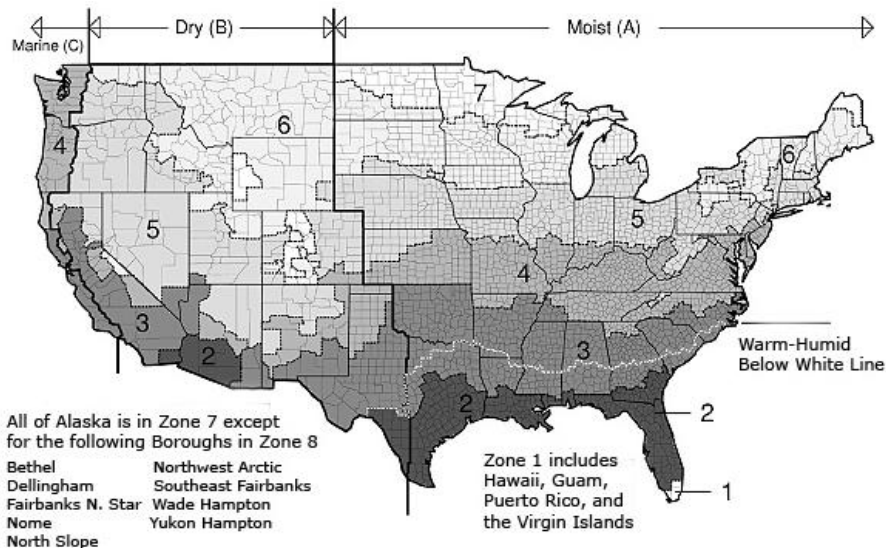 Marine (C)
Dry (B)
Moist (A)
7
6
4
6
5
5
4
3
3
2
2
Warm-Humid
Below White Line
2
1
All of Alaska is in Zone 7 except
for the following Boroughs in Zone 8
Bethel Northwest Arctic
Dellingham Southeast Fairbanks
Fairbanks N. Star Wade Hampton
Nome Yukon Hampton
North Slope
Zone 1 includes
Hawaii, Guam,
Puerto Rico, and
the Virgin Islands